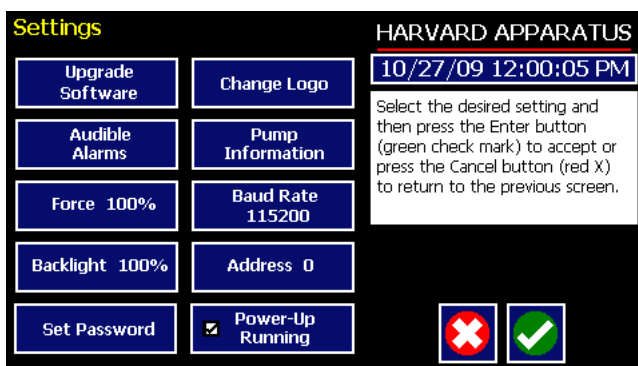 Settings
HARVARD APPARATUS
10/27/09 12:00:05 PM
Upgrade
Software
Change Logo
Audible
Alarms
Pump
Information
Force 100%
Baud Rate
115200
Backlight 100%
Address 0
Set Password
Power-Up
Running
Select the desired setting and
then press the Enter button
(green check mark) to accept or
press the Cancel button (red X)
to return to the previous screen.